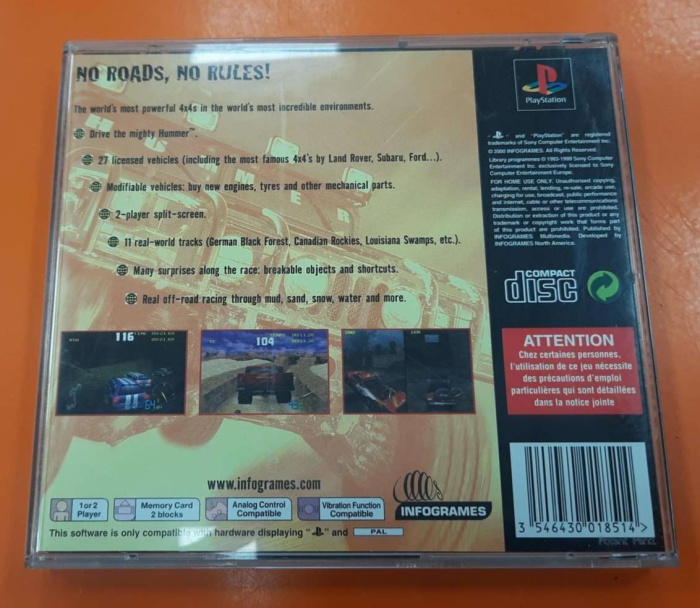 NO ROADS, NO RULES!
The world's most powerful 4x4s in the world's most incredible environments.
Drive the mighty Hummer™.
27 licensed vehicles (including the most famous 4x4's by Land Rover, Subaru, Ford...).
Modifiable vehicles: buy new engines, tyres and other mechanical parts.
2-player split-screen.
11 real-world tracks (German Black Forest, Canadian Rockies, Louisiana Swamps, etc.).
Many surprises along the race: breakable objects and shortcuts.
Real off-road racing through mud, sand, snow, water and more.
116
104
www.infogrames.com
INFOGRAMES
1 or 2
Player
Memory Card
2 blocks
Analog Control
Compatible
Vibration Function
Compatible
This software is only compatible with hardware displaying " " and PAL
PlayStation
" " and "PlayStation" are registered
trademarks of Sony Computer Entertainment Inc.
© 2000 INFOGRAMES. All Rights Reserved.
Library programmes © 1993-1999 Sony Computer
Entertainment Inc. exclusively licensed to Sony
Computer Entertainment Europe.
FOR HOME USE ONLY. Unauthorised copying,
adaptation, rental, lending, re-sale, arcade use,
charging for use, broadcast, public performance
and internet, cable or other telecommunications
transmission, access or use are prohibited.
Distribution or extraction of this product or any
trademark or copyright work that forms part
of this product are prohibited. Published by
INFOGRAMES Multimedia. Developed by
INFOGRAMES North America.
COMPACT
disc
ATTENTION
Chez certaines personnes,
l'utilisation de ce jeu nécessite
des précautions d'emploi
particulières qui sont détaillées
dans la notice jointe
3 546430 018514 >